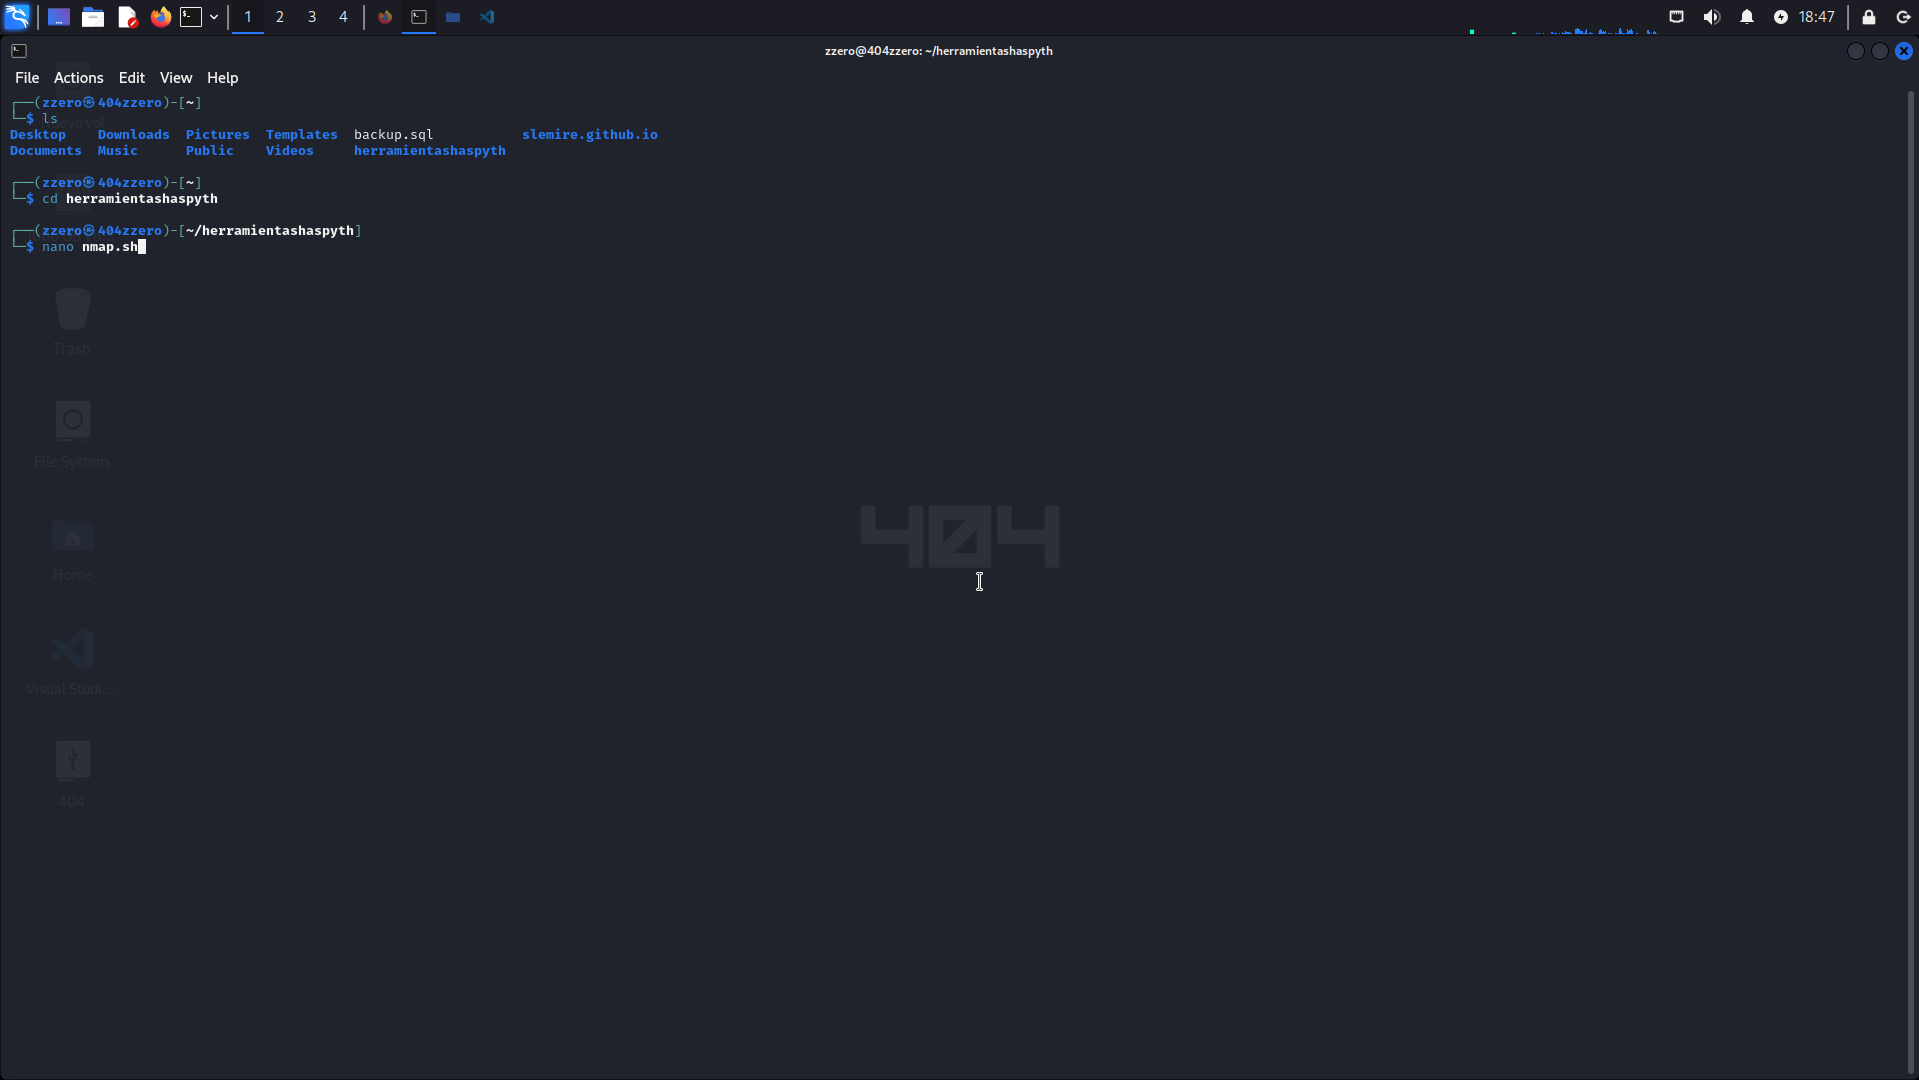 1 2 3 4 18:47
zzero@404zzero: ~/herramientashaspyth
File Actions Edit View Help
┌──(zzero㉿404zzero)-[~]
└─$ ls
Desktop Downloads Pictures Templates backup.sql slemire.github.io
Documents Music Public Videos herramientashaspyth
┌──(zzero㉿404zzero)-[~]
└─$ cd herramientashaspyth
┌──(zzero㉿404zzero)-[~/herramientashaspyth]
└─$ nano nmap.sh
Trash
File System
404
Home
Visual Studi...
404